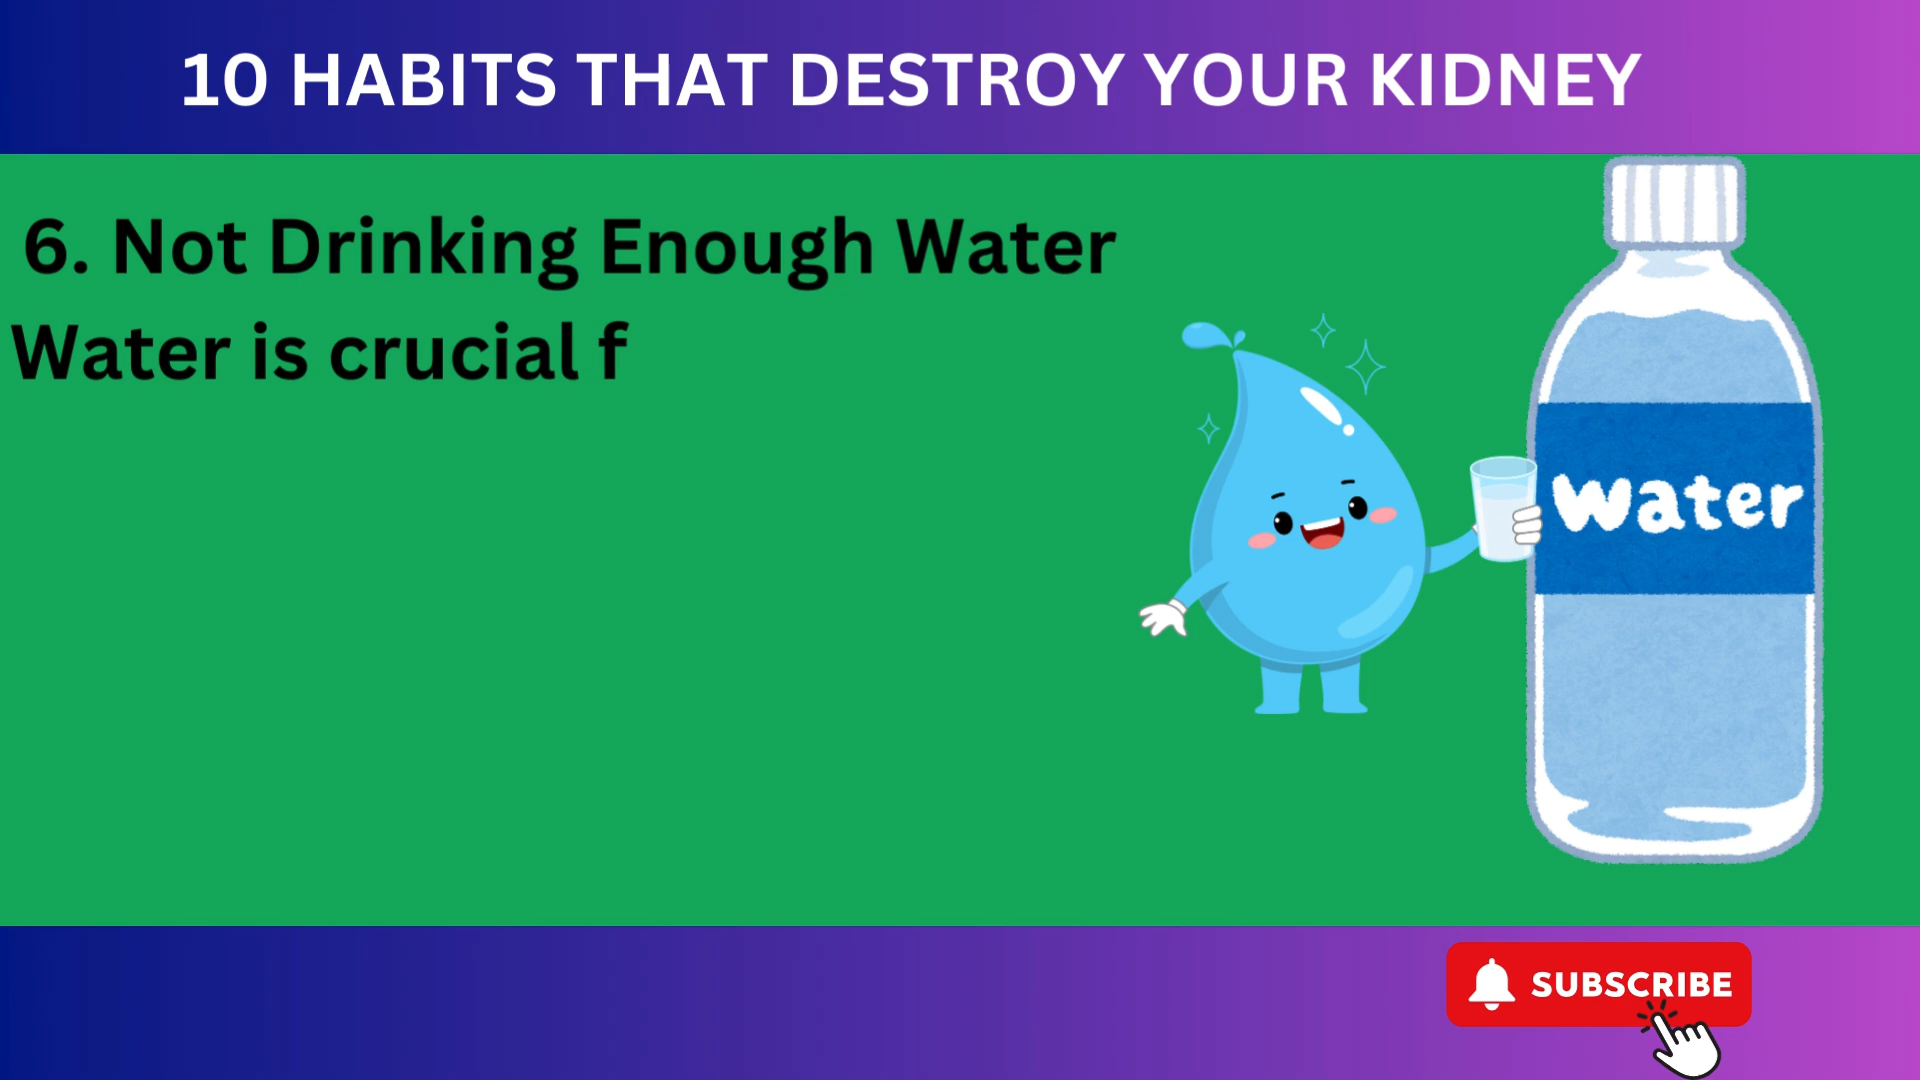 10 HABITS THAT DESTROY YOUR KIDNEY
6. Not Drinking Enough Water
Water is crucial f
Water
SUBSCRIBE